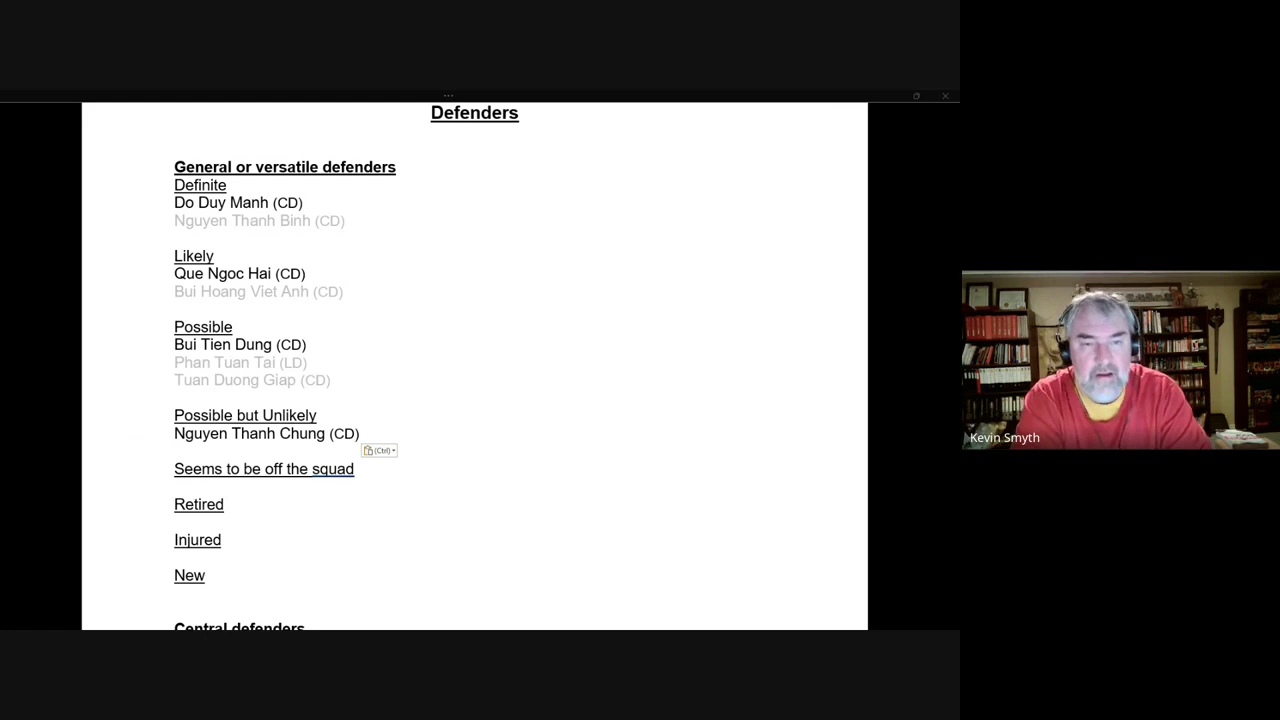 Defenders
General or versatile defenders
Definite
Do Duy Manh (CD)
Nguyen Thanh Binh (CD)
Likely
Que Ngoc Hai (CD)
Bui Hoang Viet Anh (CD)
Possible
Bui Tien Dung (CD)
Phan Tuan Tai (LD)
Tuan Duong Giap (CD)
Possible but Unlikely
Nguyen Thanh Chung (CD)
(Ctrl)
Seems to be off the squad
Retired
Injured
New
Central defenders
Kevin Smyth